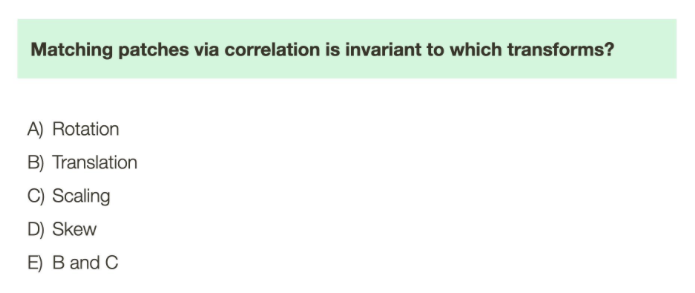 Matching patches via correlation is invariant to which transforms?
A) Rotation
B) Translation
C) Scaling
D) Skew
E) B and C